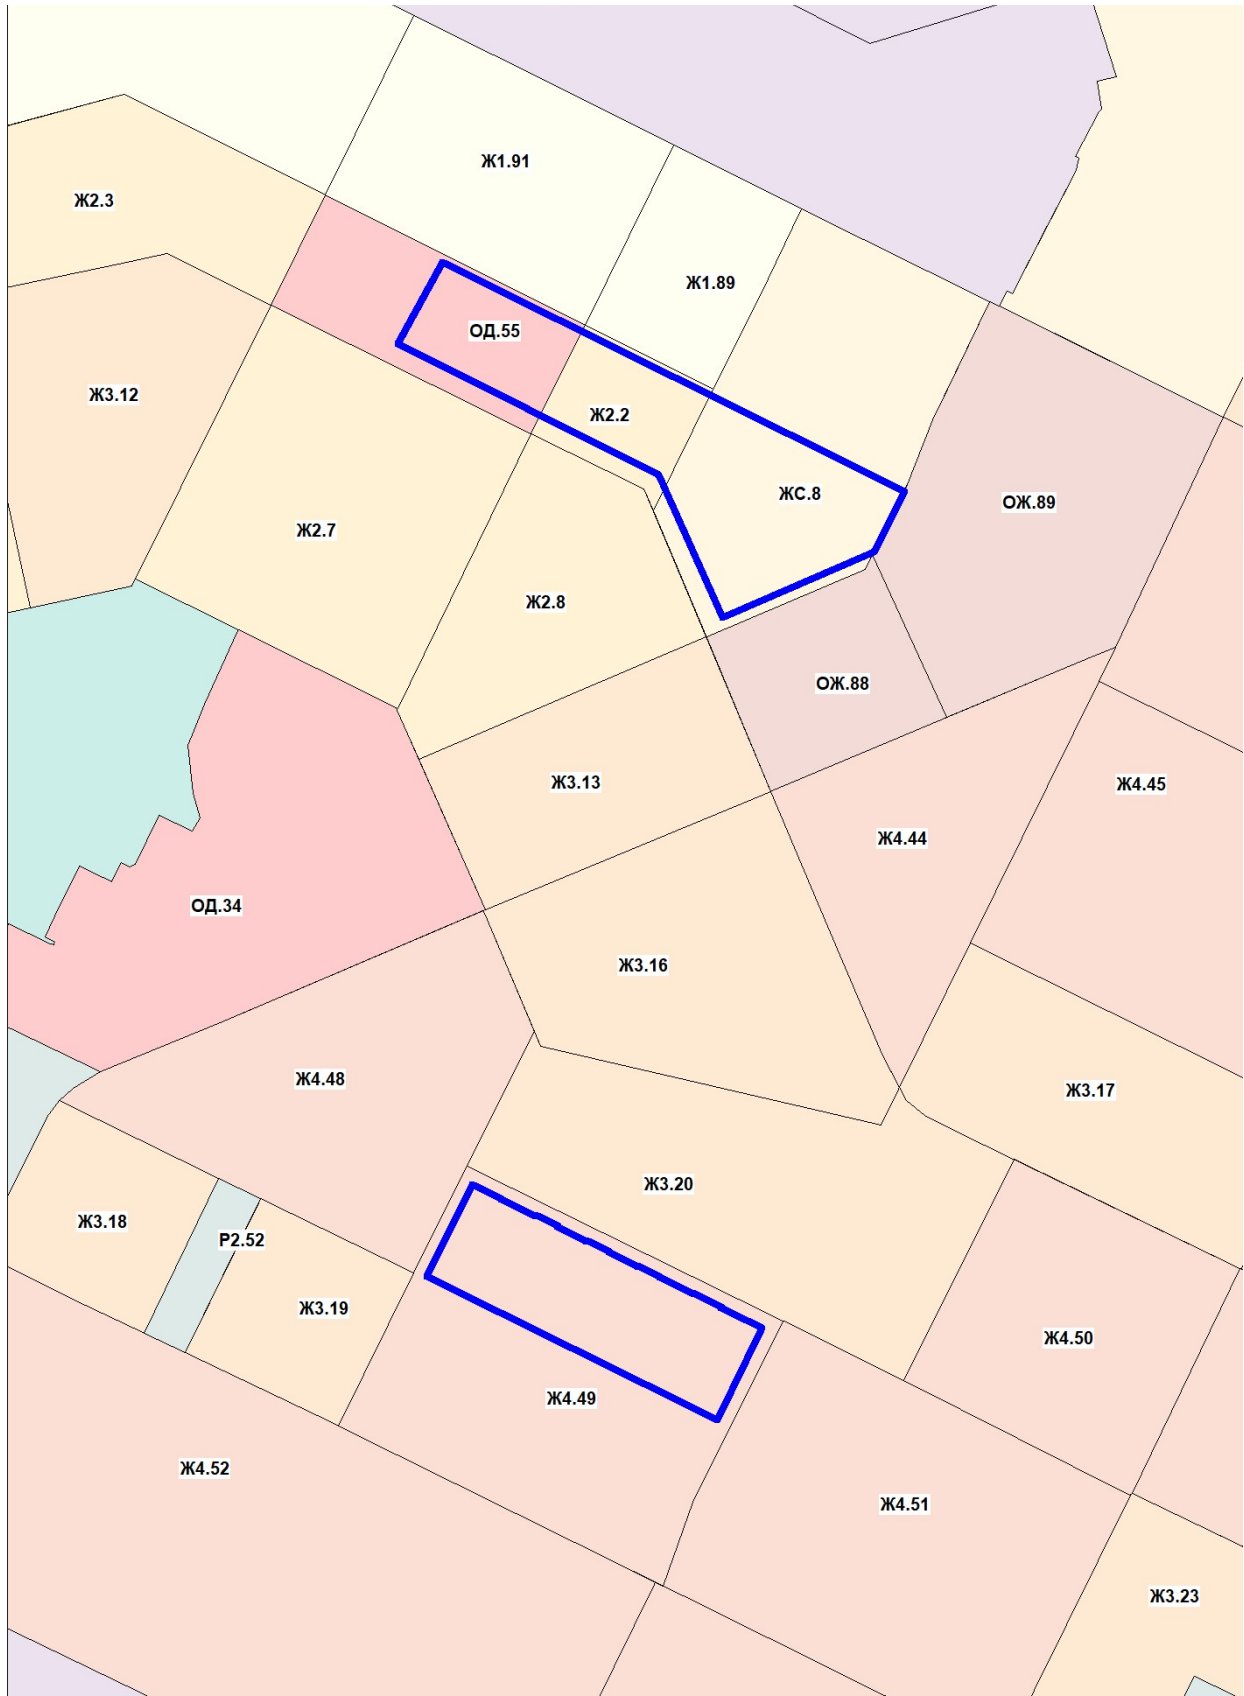 Ж1.91
Ж2.3
Ж1.89
ОД.55
Ж3.12
Ж2.2
ЖС.8
ОЖ.89
Ж2.7
Ж2.8
ОЖ.88
Ж3.13
Ж4.45
Ж4.44
ОД.34
Ж3.16
Ж4.48
Ж3.17
Ж3.20
Ж3.18
Р2.52
Ж3.19
Ж4.50
Ж4.49
Ж4.52
Ж4.51
Ж3.23